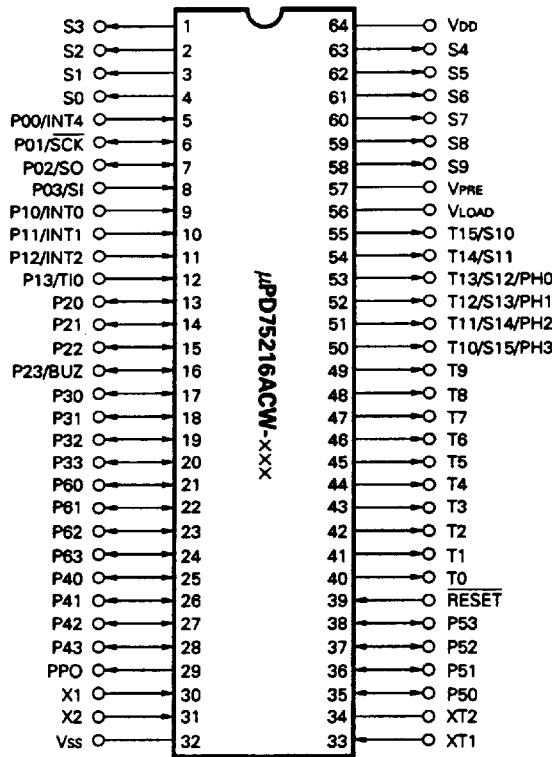 S3 1 64 VDD
S2 2 63 S4
S1 3 62 S5
S0 4 61 S6
P00/INT4 5 60 S7
P01/S̅C̅K̅ 6 59 S8
P02/SO 7 58 S9
P03/SI 8 57 VPRE
P10/INT0 9 56 VLOAD
P11/INT1 10 55 T15/S10
P12/INT2 11 54 T14/S11
P13/TI0 12 53 T13/S12/PH0
P20 13 52 T12/S13/PH1
P21 14 51 T11/S14/PH2
P22 15 50 T10/S15/PH3
P23/BUZ 16 49 T9
P30 17 48 T8
P31 18 47 T7
P32 19 46 T6
P33 20 45 T5
P60 21 44 T4
P61 22 43 T3
P62 23 42 T2
P63 24 41 T1
P40 25 40 T0
P41 26 39 R̅E̅S̅E̅T̅
P42 27 38 P53
P43 28 37 P52
PPO 29 36 P51
X1 30 35 P50
X2 31 34 XT2
Vss 32 33 XT1
μPD75216ACW-×××